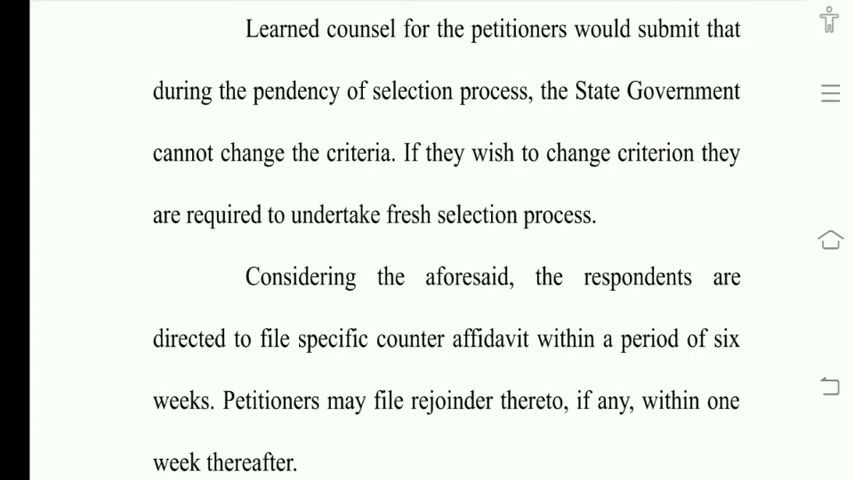 Learned counsel for the petitioners would submit that
during the pendency of selection process, the State Government
cannot change the criteria. If they wish to change criterion they
are required to undertake fresh selection process.
Considering the aforesaid, the respondents are
directed to file specific counter affidavit within a period of six
weeks. Petitioners may file rejoinder thereto, if any, within one
week thereafter.